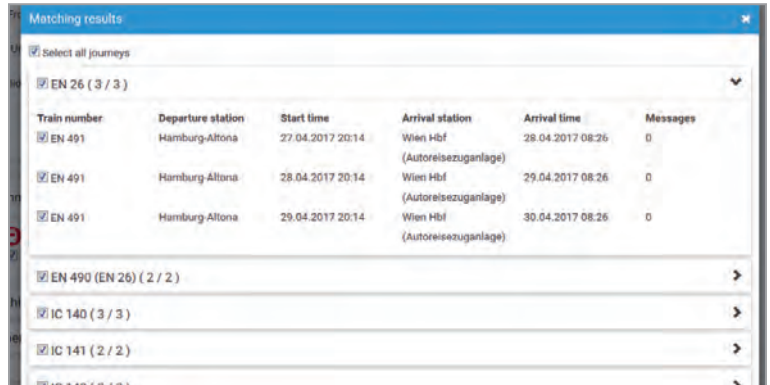 Matching results
Select all journeys
EN 26 ( 3 / 3 )
Train number Departure station Start time Arrival station Arrival time Messages
EN 491 Hamburg-Altona 27.04.2017 20:14 Wien Hbf 28.04.2017 08:26 0
(Autoreisezuganlage)
EN 491 Hamburg-Altona 28.04.2017 20:14 Wien Hbf 29.04.2017 08:26 0
(Autoreisezuganlage)
EN 491 Hamburg-Altona 29.04.2017 20:14 Wien Hbf 30.04.2017 08:26 0
(Autoreisezuganlage)
EN 490 (EN 26) ( 2 / 2 )
IC 140 ( 3 / 3 )
IC 141 ( 2 / 2 )